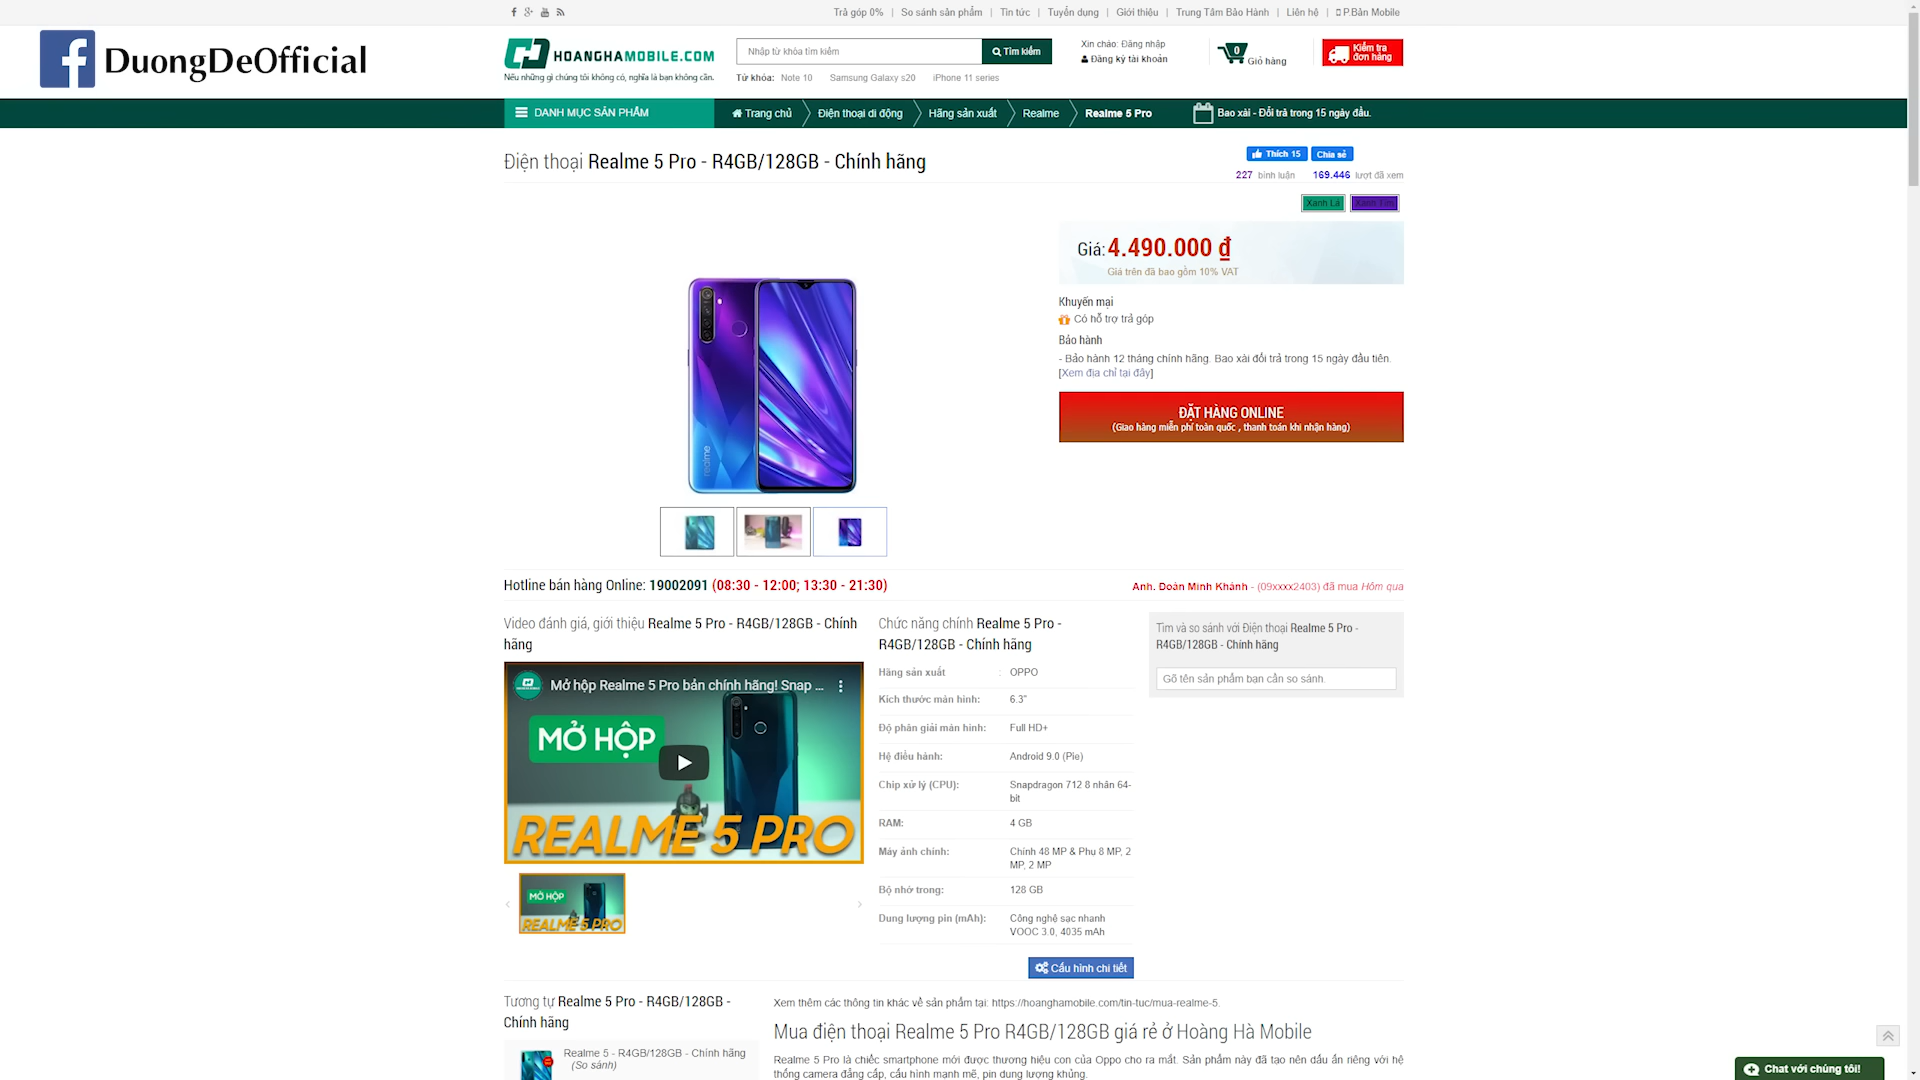 Trả góp 0% | So sánh sản phẩm | Tin tức | Tuyển dụng | Giới thiệu | Trung Tâm Bảo Hành | Liên hệ | P.Bản Mobile
DuongDeOfficial
HOANGHAMOBILE.COM
Nếu những gì chúng tôi không có, nghĩa là bạn không cần.
Nhập từ khóa tìm kiếm
Tìm kiếm
Từ khóa: Note 10 Samsung Galaxy s20 iPhone 11 series
Xin chào: Đăng nhập
Đăng ký tài khoản
0 Giỏ hàng
Kiểm tra
đơn hàng
DANH MỤC SẢN PHẨM
Trang chủ Điện thoại di động Hãng sản xuất Realme Realme 5 Pro
Bao xài - Đổi trả trong 15 ngày đầu.
Điện thoại Realme 5 Pro - R4GB/128GB - Chính hãng
Thích 15 Chia sẻ
227 bình luận 169.446 lượt đã xem
Xanh Lá Xanh Tím
Giá: 4.490.000 ₫
Giá trên đã bao gồm 10% VAT
Khuyến mại
Có hỗ trợ trả góp
Bảo hành
- Bảo hành 12 tháng chính hãng. Bao xài đổi trả trong 15 ngày đầu tiên.
[Xem địa chỉ tại đây]
ĐẶT HÀNG ONLINE
(Giao hàng miễn phí toàn quốc , thanh toán khi nhận hàng)
realme
Hotline bán hàng Online: 19002091 (08:30 - 12:00; 13:30 - 21:30)
Anh. Đoàn Minh Khánh - (09xxxx2403) đã mua Hôm qua
Video đánh giá, giới thiệu Realme 5 Pro - R4GB/128GB - Chính
hãng
Mở hộp Realme 5 Pro bản chính hãng! Snap ...
MỞ HỘP
REALME 5 PRO
MỞ HỘP
REALME 5 PRO
Chức năng chính Realme 5 Pro -
R4GB/128GB - Chính hãng
Hãng sản xuất : OPPO
Kích thước màn hình: 6.3"
Độ phân giải màn hình: Full HD+
Hệ điều hành: Android 9.0 (Pie)
Chip xử lý (CPU): Snapdragon 712 8 nhân 64-
bit
RAM: 4 GB
Máy ảnh chính: Chính 48 MP & Phụ 8 MP, 2
MP, 2 MP
Bộ nhớ trong: 128 GB
Dung lượng pin (mAh): Công nghệ sạc nhanh
VOOC 3.0, 4035 mAh
Cấu hình chi tiết
Tìm và so sánh với Điện thoại Realme 5 Pro -
R4GB/128GB - Chính hãng
Gõ tên sản phẩm bạn cần so sánh.
Tương tự Realme 5 Pro - R4GB/128GB -
Chính hãng
Realme 5 - R4GB/128GB - Chính hãng
(So sánh)
Xem thêm các thông tin khác về sản phẩm tại: https://hoanghamobile.com/tin-tuc/mua-realme-5.
Mua điện thoại Realme 5 Pro R4GB/128GB giá rẻ ở Hoàng Hà Mobile
Realme 5 Pro là chiếc smartphone mới được thương hiệu con của Oppo cho ra mắt. Sản phẩm này đã tạo nên dấu ấn riêng với hệ
thống camera đẳng cấp, cấu hình mạnh mẽ, pin dung lượng khủng.
Chat với chúng tôi!